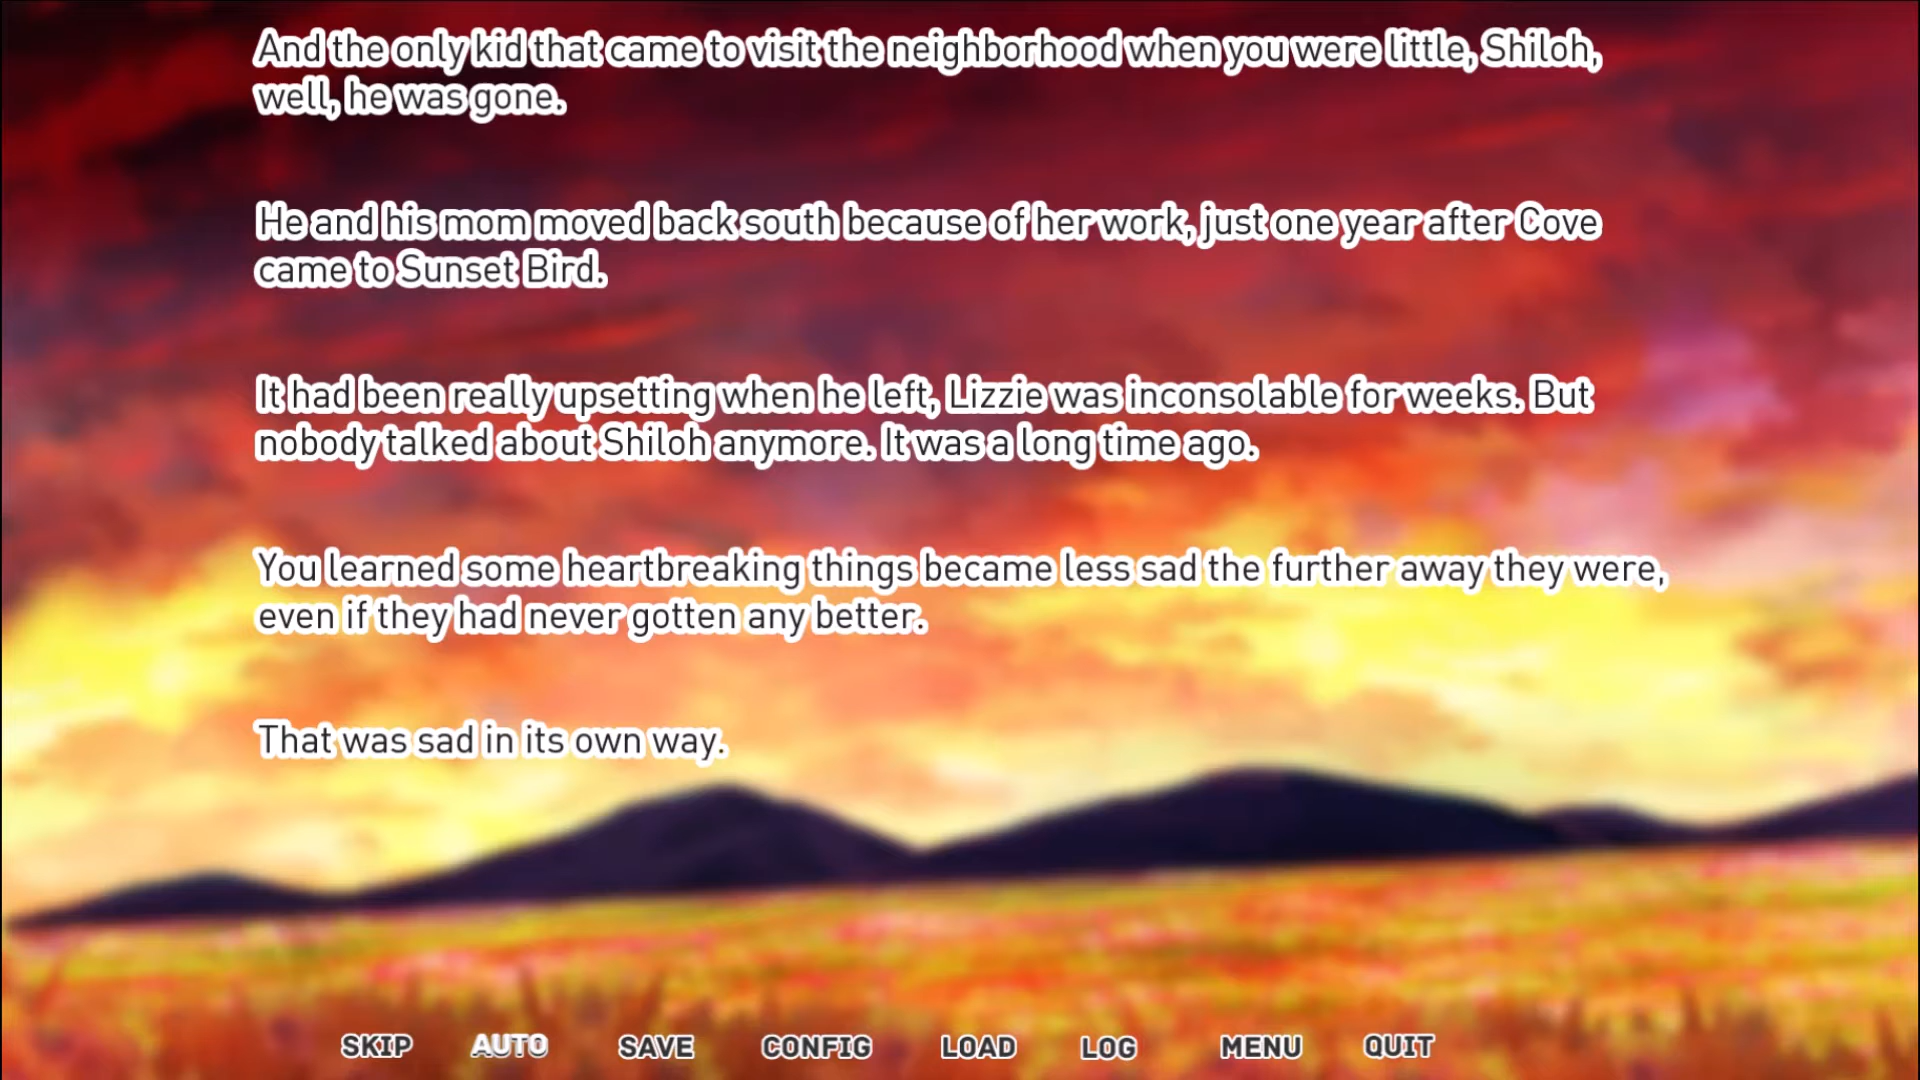 And the only kid that came to visit the neighborhood when you were little, Shiloh,
well, he was gone.
He and his mom moved back south because of her work, just one year after Cove
came to Sunset Bird.
It had been really upsetting when he left, Lizzie was inconsolable for weeks. But
nobody talked about Shiloh anymore. It was a long time ago.
You learned some heartbreaking things became less sad the further away they were,
even if they had never gotten any better.
That was sad in its own way.
SKIP AUTO SAVE CONFIG LOAD LOG MENU QUIT